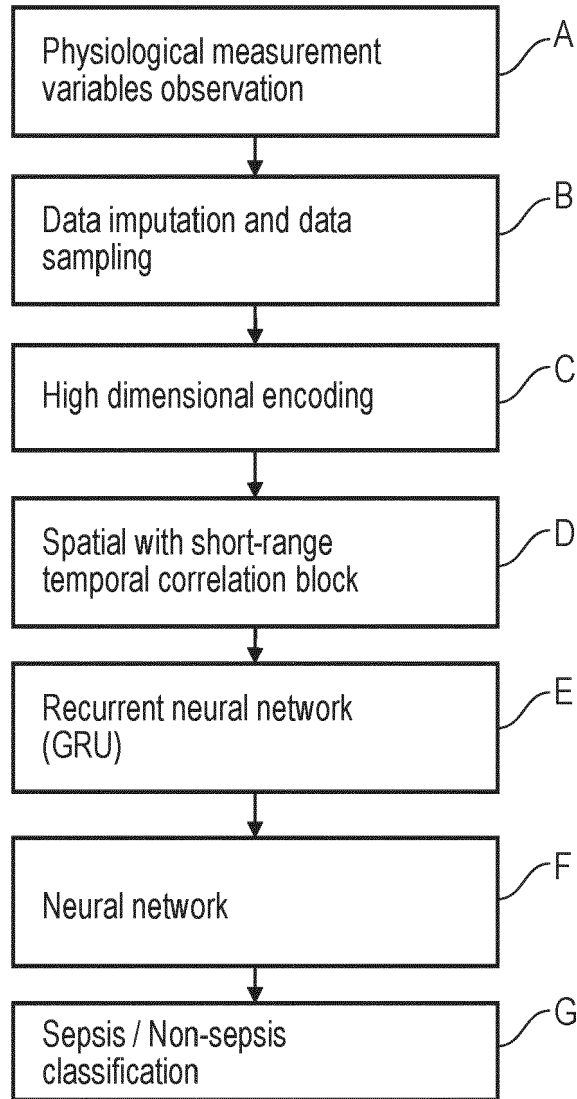 Physiological measurement
variables observation
A
Data imputation and data
sampling
B
High dimensional encoding
C
Spatial with short-range
temporal correlation block
D
Recurrent neural network
(GRU)
E
Neural network
F
Sepsis / Non-sepsis
classification
G